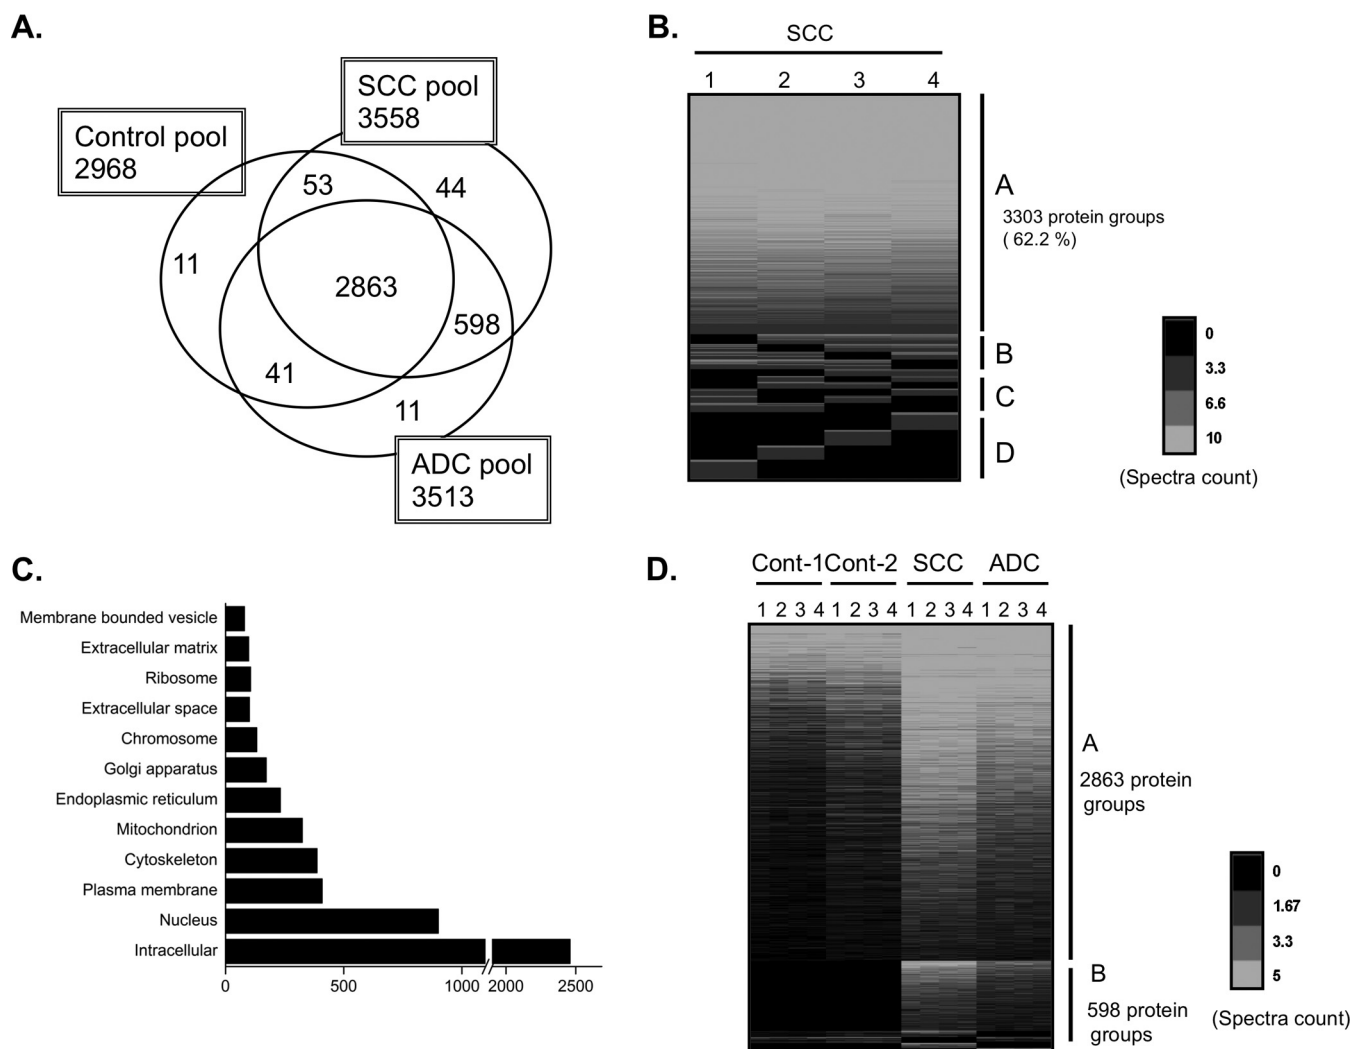 A.
SCC pool
3558
Control pool
2968
53
44
11
2863
598
41
11
ADC pool
3513
B.
SCC
1 2 3 4
A
3303 protein groups
( 62.2 %)
B
C
D
0
3.3
6.6
10
(Spectra count)
C.
Membrane bounded vesicle
Extracellular matrix
Ribosome
Extracellular space
Chromosome
Golgi apparatus
Endoplasmic reticulum
Mitochondrion
Cytoskeleton
Plasma membrane
Nucleus
Intracellular
0 500 1000 2000 2500
D.
Cont-1 Cont-2 SCC ADC
1 2 3 4 1 2 3 4 1 2 3 4 1 2 3 4
A
2863 protein
groups
B
598 protein
groups
0
1.67
3.3
5
(Spectra count)